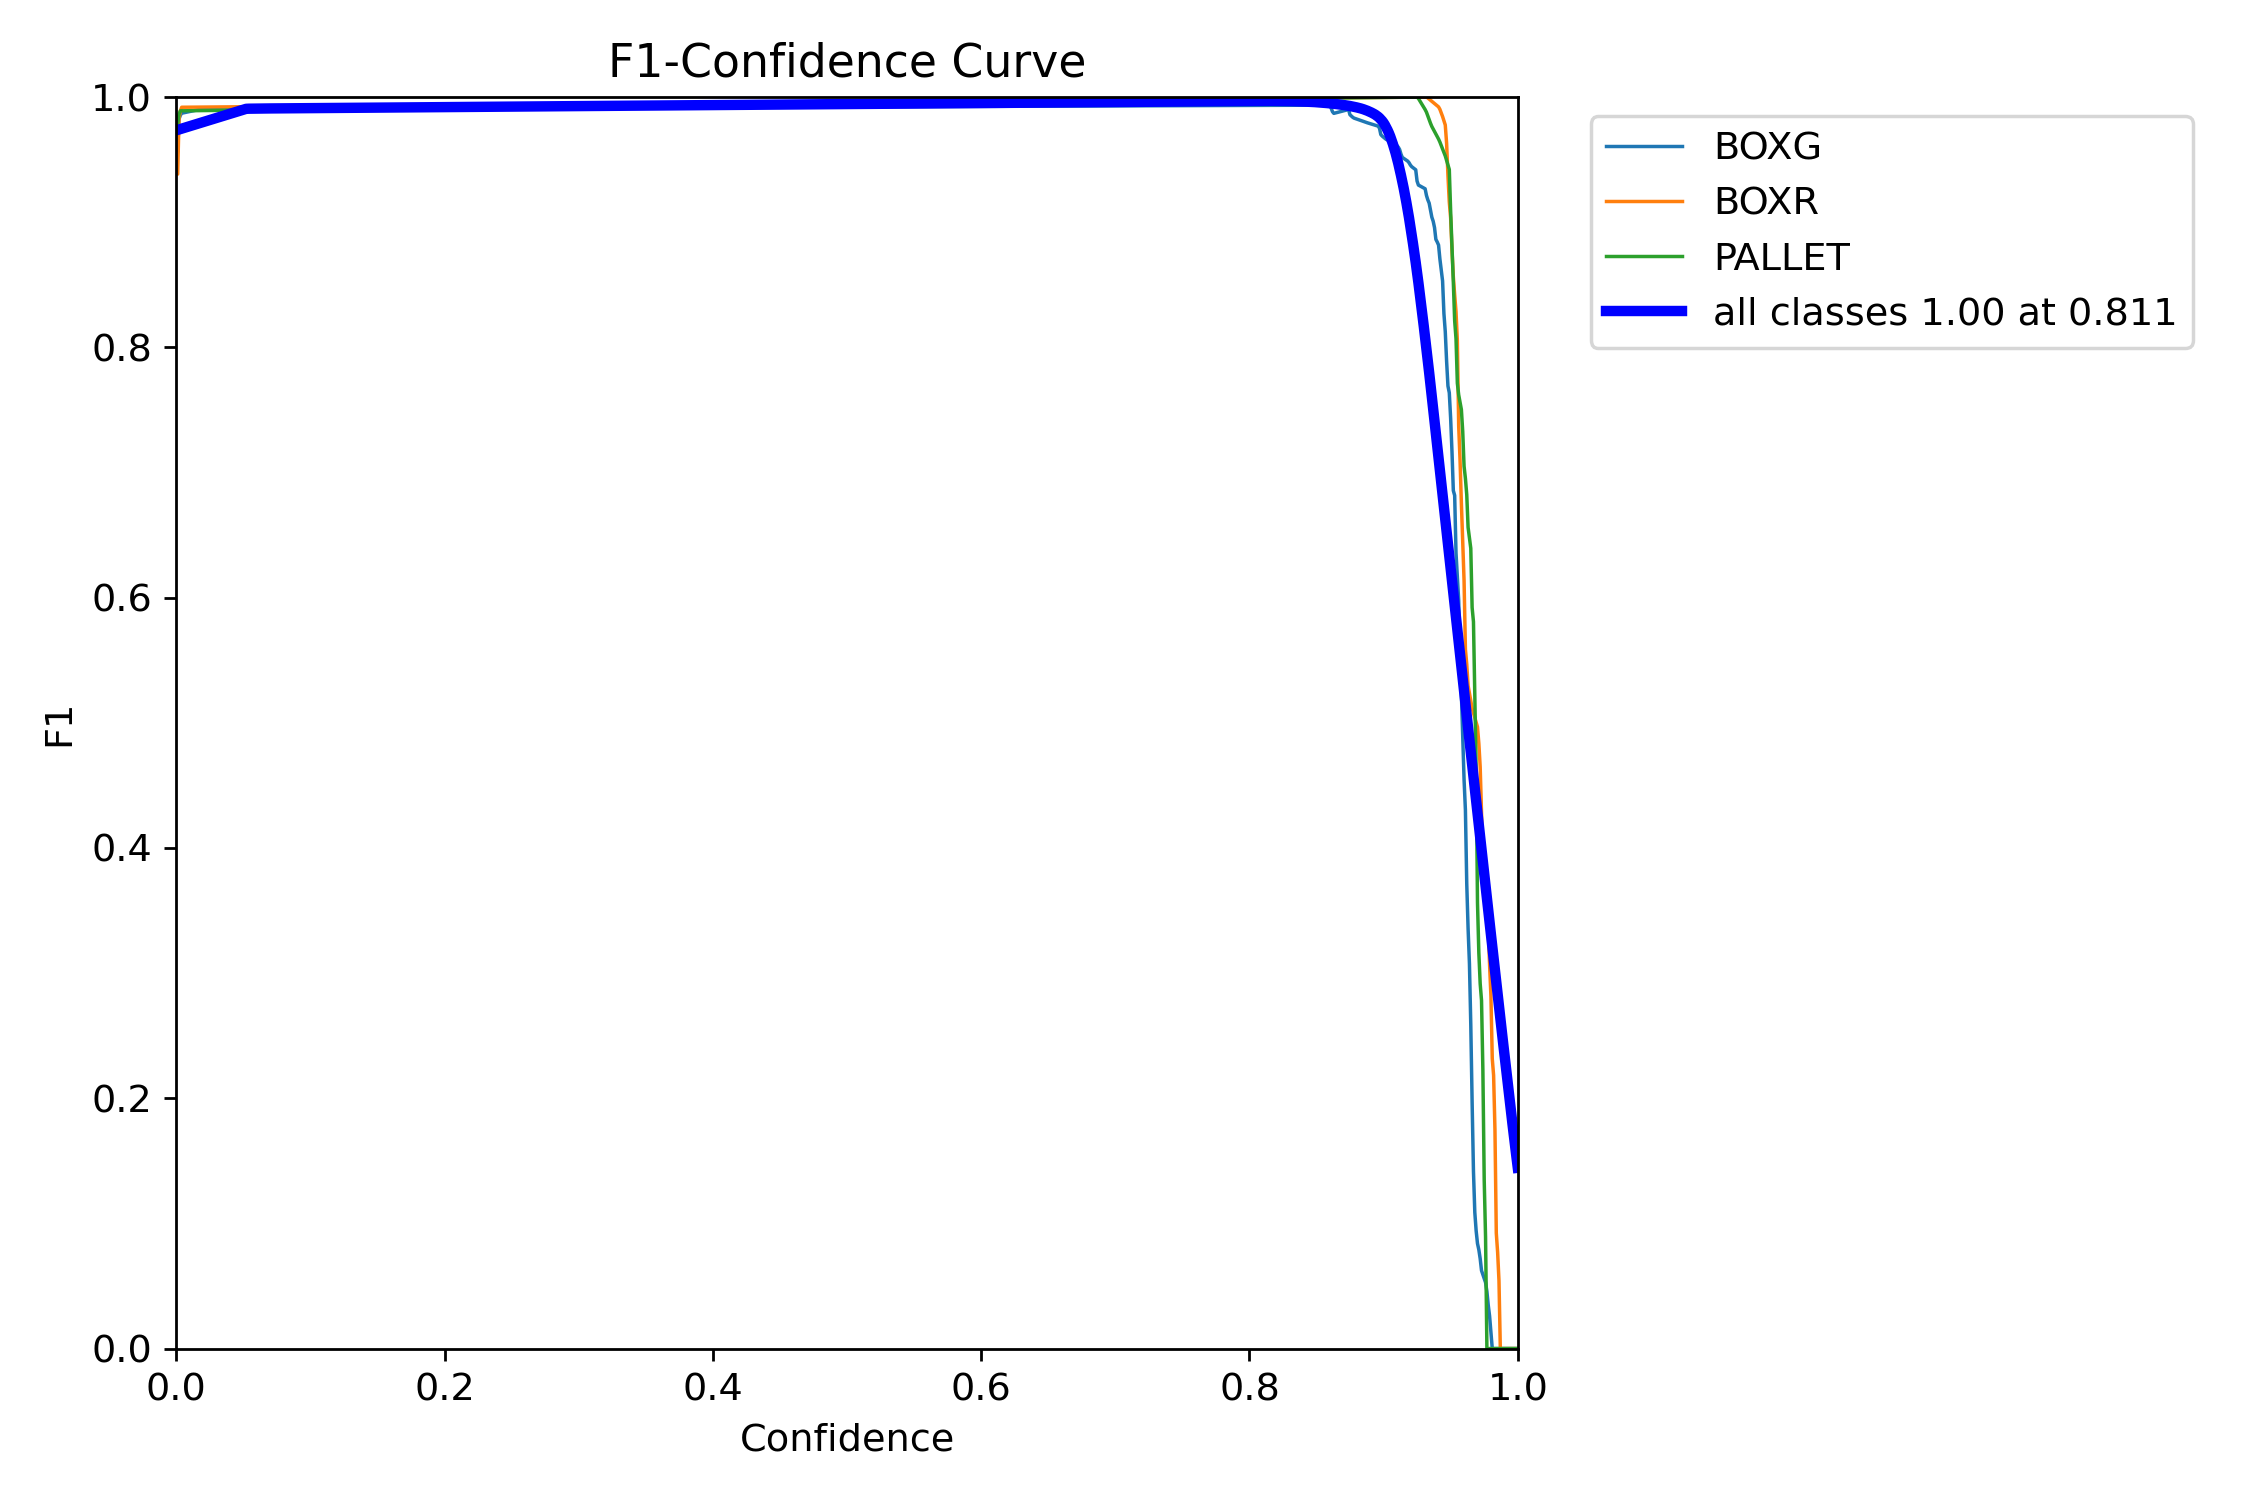 F1-Confidence Curve
1.0
0.8
0.6
0.4
0.2
0.0
F1
0.0 0.2 0.4 0.6 0.8 1.0
Confidence
BOXG
BOXR
PALLET
all classes 1.00 at 0.811